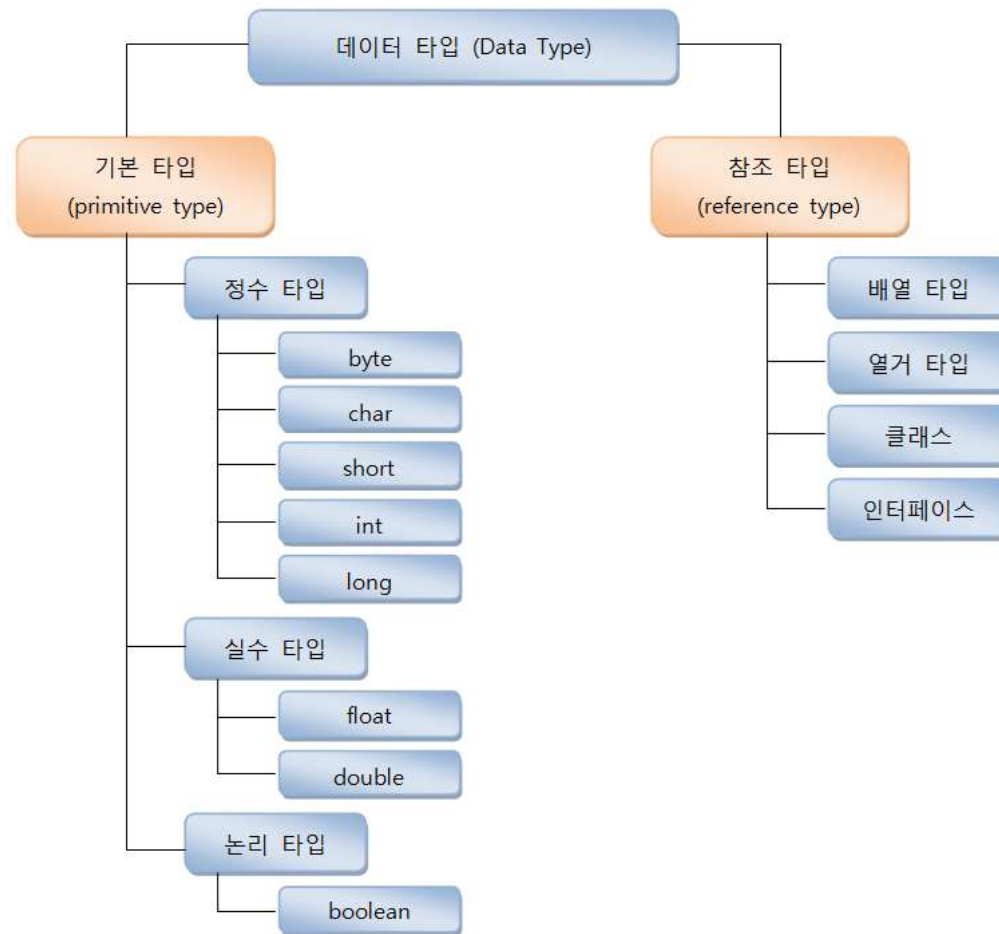 데이터 타입 (Data Type)
기본 타입
(primitive type)
정수 타입
byte
char
short
int
long
실수 타입
float
double
논리 타입
boolean
참조 타입
(reference type)
배열 타입
열거 타입
클래스
인터페이스